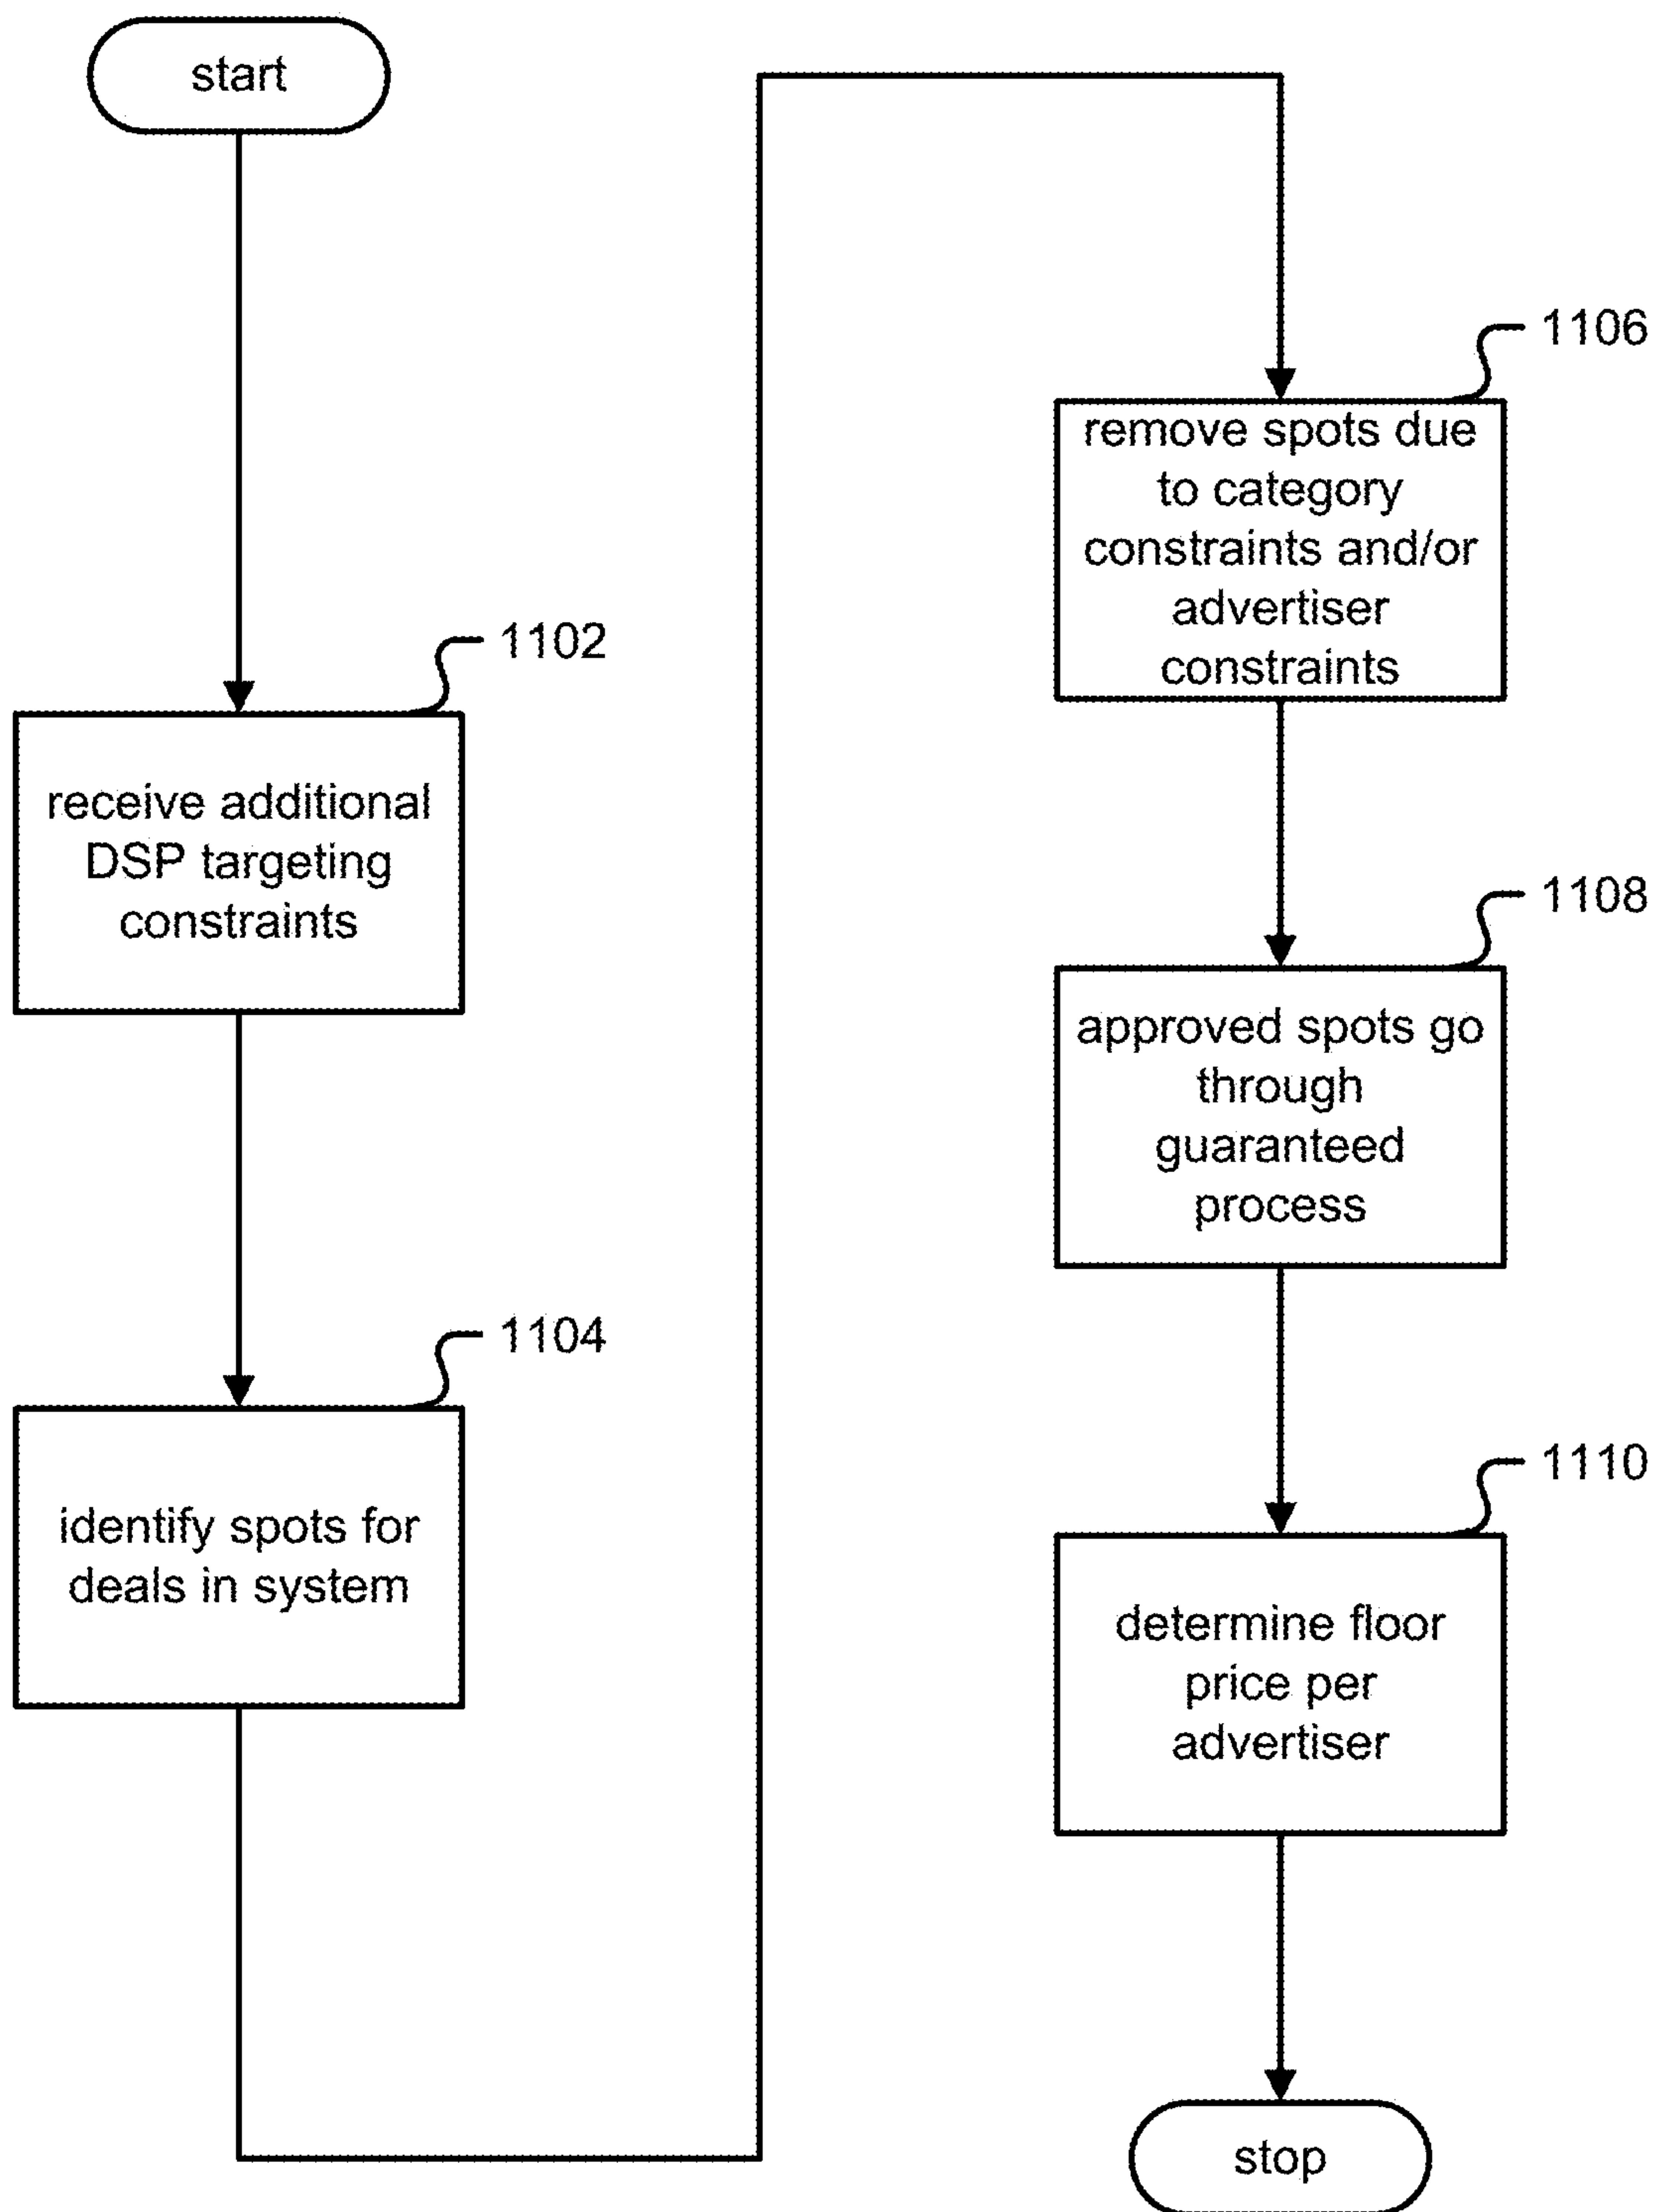 start
1102
receive additional
DSP targeting
constraints
1104
identify spots for
deals in system
1106
remove spots due
to category
constraints and/or
advertiser
constraints
1108
approved spots go
through
guaranteed
process
1110
determine floor
price per
advertiser
stop